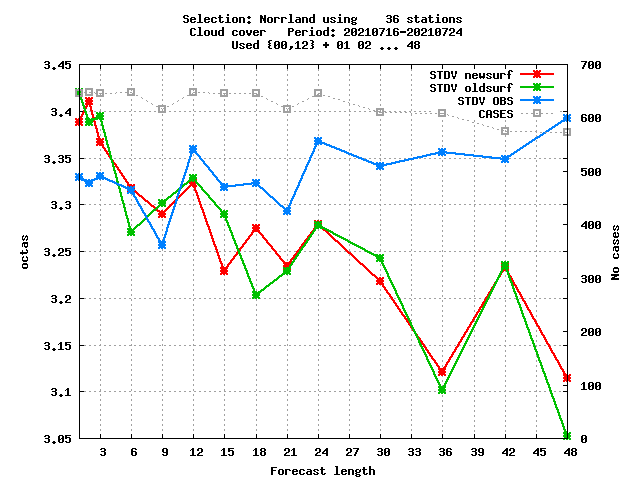 Selection: Norrland using    36 stations
Cloud cover   Period: 20210716-20210724
Used {00,12} + 01 02 ... 48
STDV newsurf
STDV oldsurf
STDV OBS
CASES
3,45
3,4
3,35
3,3
3,25
3,2
3,15
3,1
3,05
octas
700
600
500
400
300
200
100
0
No cases
3 6 9 12 15 18 21 24 27 30 33 36 39 42 45 48
Forecast length